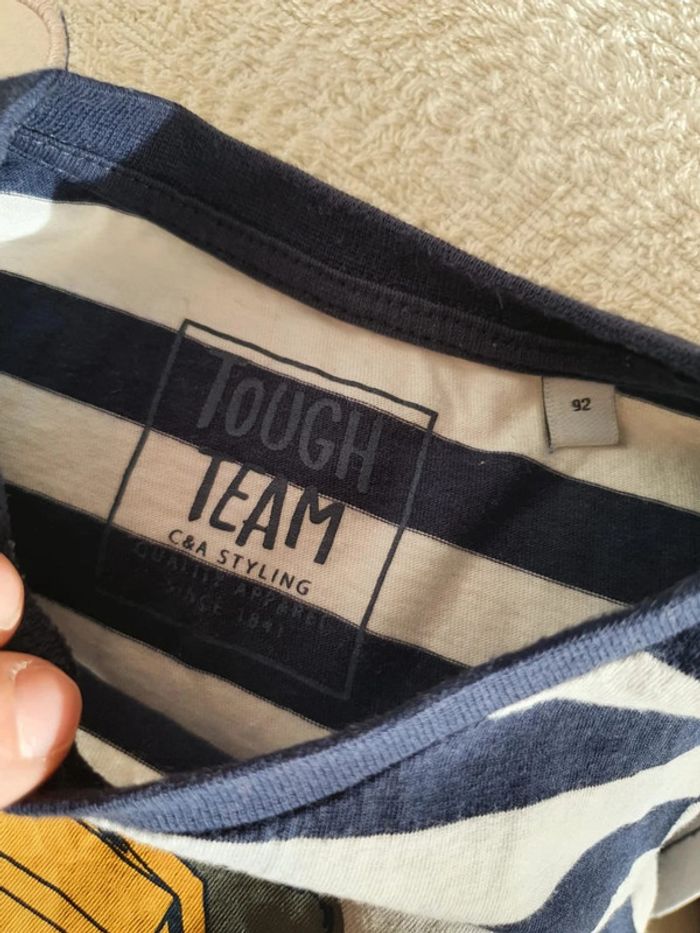 TOUGH
TEAM
C&A STYLING
QUALITY APPAREL
SINCE 1841
92